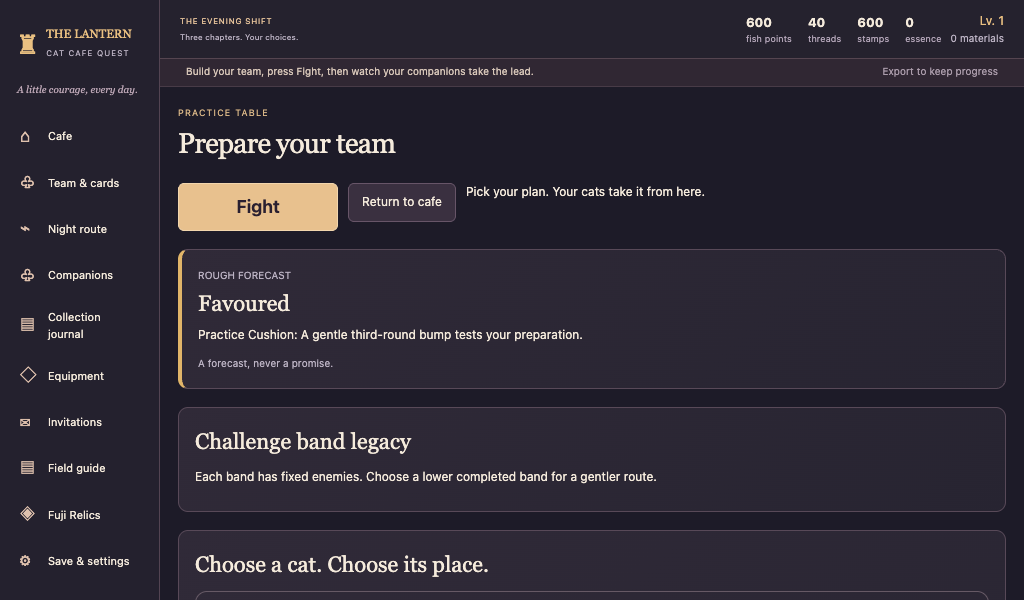 THE LANTERN
CAT CAFE QUEST
A little courage, every day.
Cafe
Team & cards
Night route
Companions
Collection
journal
Equipment
Invitations
Field guide
Fuji Relics
Save & settings
THE EVENING SHIFT
Three chapters. Your choices.
600
fish points
40
threads
600
stamps
0
essence
Lv. 1
0 materials
Build your team, press Fight, then watch your companions take the lead.
Export to keep progress
PRACTICE TABLE
Prepare your team
Fight
Return to cafe
Pick your plan. Your cats take it from here.
ROUGH FORECAST
Favoured
Practice Cushion: A gentle third-round bump tests your preparation.
A forecast, never a promise.
Challenge band legacy
Each band has fixed enemies. Choose a lower completed band for a gentler route.
Choose a cat. Choose its place.